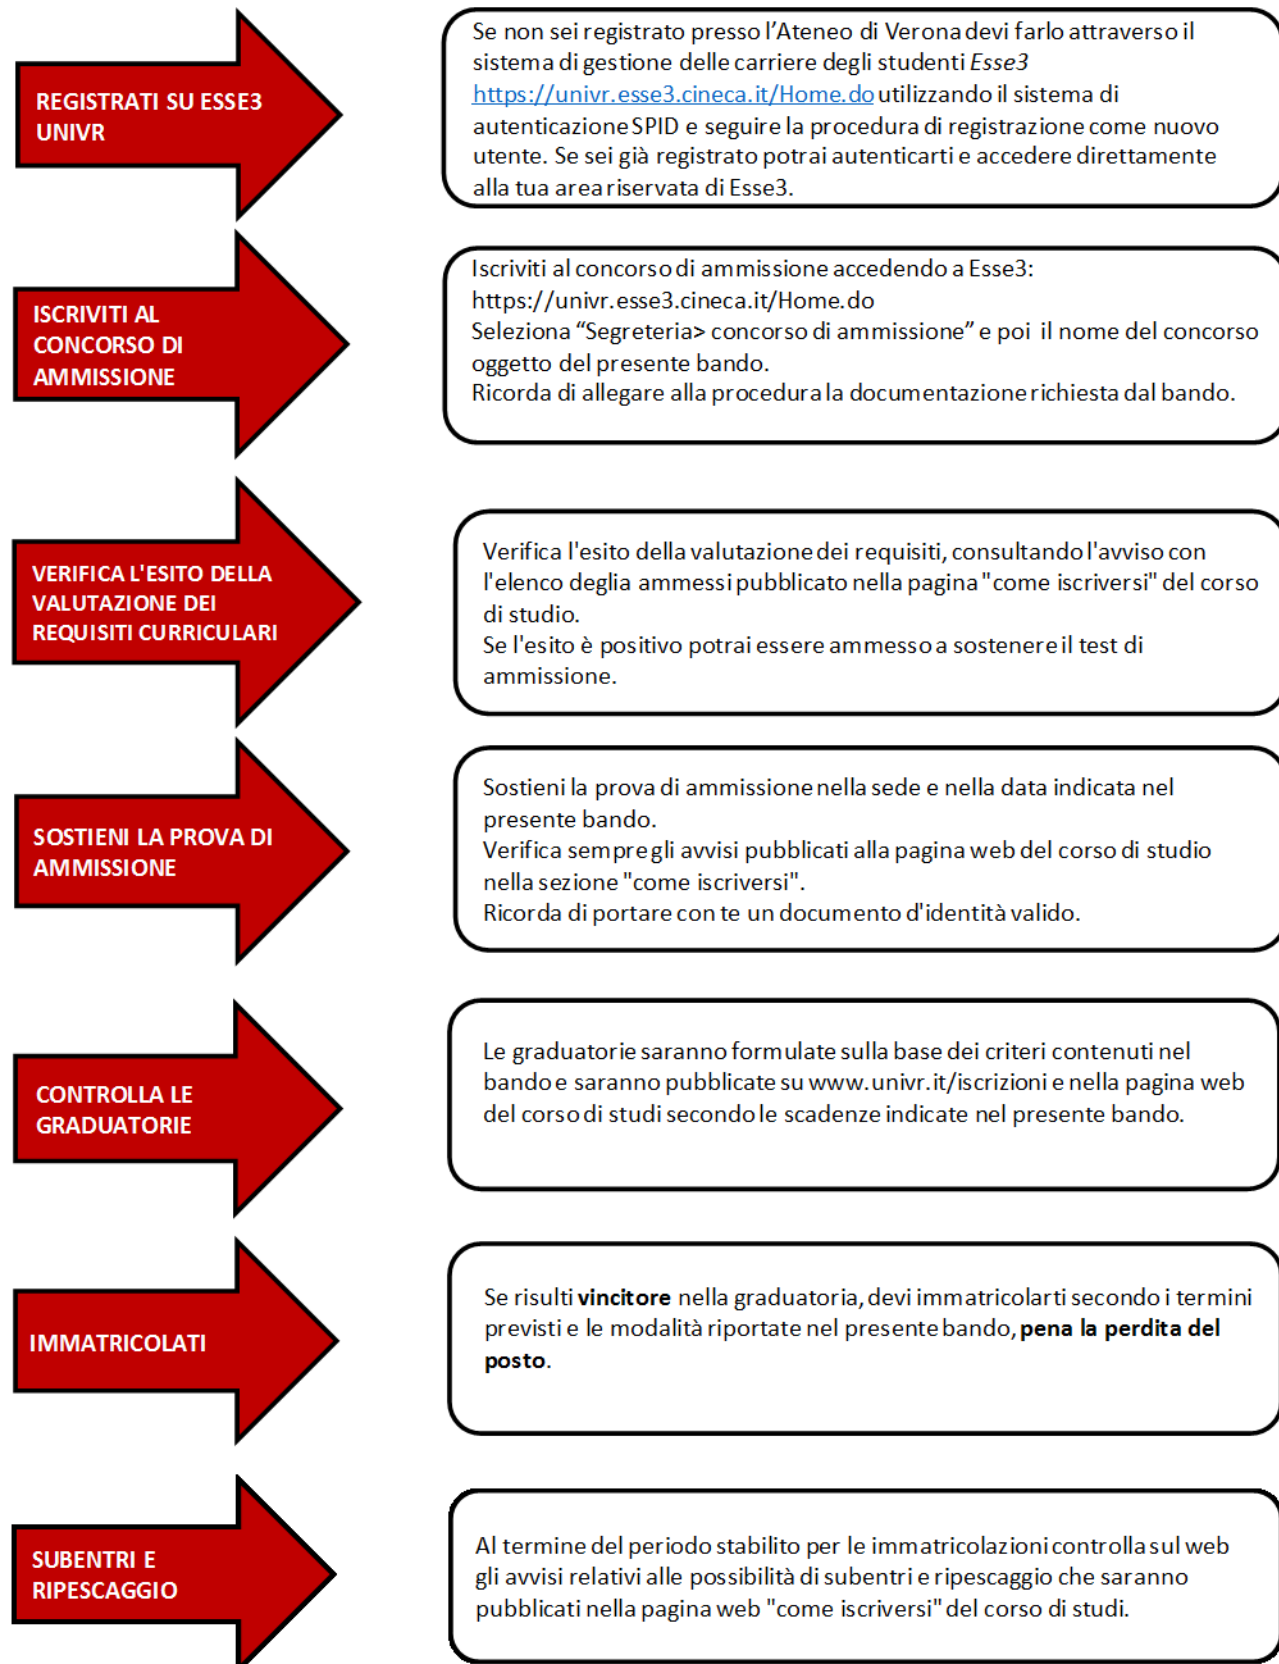 REGISTRATI SU ESSE3
UNIVR
Se non sei registrato presso l’Ateneo di Verona devi farlo attraverso il
sistema di gestione delle carriere degli studenti Esse3
https://univr.esse3.cineca.it/Home.do utilizzando il sistema di
autenticazione SPID e seguire la procedura di registrazione come nuovo
utente. Se sei già registrato potrai autenticarti e accedere direttamente
alla tua area riservata di Esse3.
ISCRIVITI AL
CONCORSO DI
AMMISSIONE
Iscriviti al concorso di ammissione accedendo a Esse3:
https://univr.esse3.cineca.it/Home.do
Seleziona “Segreteria> concorso di ammissione” e poi il nome del concorso
oggetto del presente bando.
Ricorda di allegare alla procedura la documentazione richiesta dal bando.
VERIFICA L'ESITO DELLA
VALUTAZIONE DEI
REQUISITI CURRICULARI
Verifica l'esito della valutazione dei requisiti, consultando l'avviso con
l'elenco deglia ammessi pubblicato nella pagina "come iscriversi" del corso
di studio.
Se l'esito è positivo potrai essere ammesso a sostenere il test di
ammissione.
SOSTIENI LA PROVA DI
AMMISSIONE
Sostieni la prova di ammissione nella sede e nella data indicata nel
presente bando.
Verifica sempre gli avvisi pubblicati alla pagina web del corso di studio
nella sezione "come iscriversi".
Ricorda di portare con te un documento d'identità valido.
CONTROLLA LE
GRADUATORIE
Le graduatorie saranno formulate sulla base dei criteri contenuti nel
bando e saranno pubblicate su www.univr.it/iscrizioni e nella pagina web
del corso di studi secondo le scadenze indicate nel presente bando.
IMMATRICOLATI
Se risulti vincitore nella graduatoria, devi immatricolarti secondo i termini
previsti e le modalità riportate nel presente bando, pena la perdita del
posto.
SUBENTRI E
RIPESCAGGIO
Al termine del periodo stabilito per le immatricolazioni controlla sul web
gli avvisi relativi alle possibilità di subentri e ripescaggio che saranno
pubblicati nella pagina web "come iscriversi" del corso di studi.